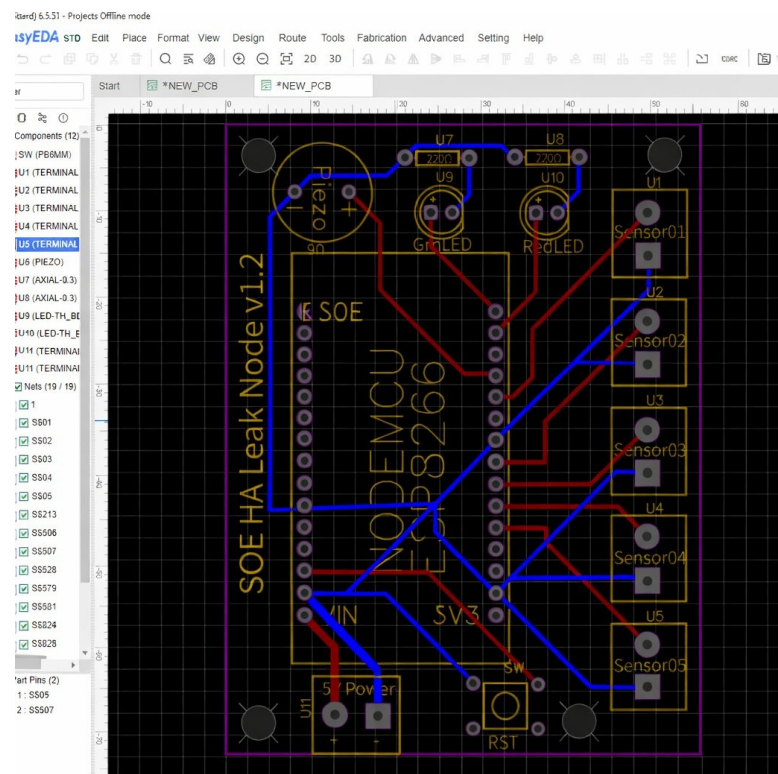 6.5.51 - Projects Offline mode
EasyEDA STD Edit Place Format View Design Route Tools Fabrication Advanced Setting Help
2D 3D
Start *NEW_PCB *NEW_PCB
-10 0 10 20 30 40 50 60
Components (12)
SW (PB6MM)
U1 (TERMINAL
U2 (TERMINAL
U3 (TERMINAL
U4 (TERMINAL
U5 (TERMINAL
U6 (PIEZO)
U7 (AXIAL-0.3)
U8 (AXIAL-0.3)
U9 (LED-TH_BD
U10 (LED-TH_B
U11 (TERMINAL
U11 (TERMINAL
Nets (19 / 19)
1
SS01
SS02
SS03
SS04
SS05
SS213
SS506
SS507
SS528
SS579
SS581
SS824
SS828
Part Pins (2)
1 : SS05
2 : SS507
U7
220Ω
U8
220Ω
Piezo
U6
U9
GrnLED
U10
RedLED
U1
Sensor01
U2
Sensor02
U3
Sensor03
U4
Sensor04
U5
Sensor05
SOE
SOE HA Leak Node v1.2
NODEMCU
ESP8266
VIN
5V Power
U11
+ -
SW
RST